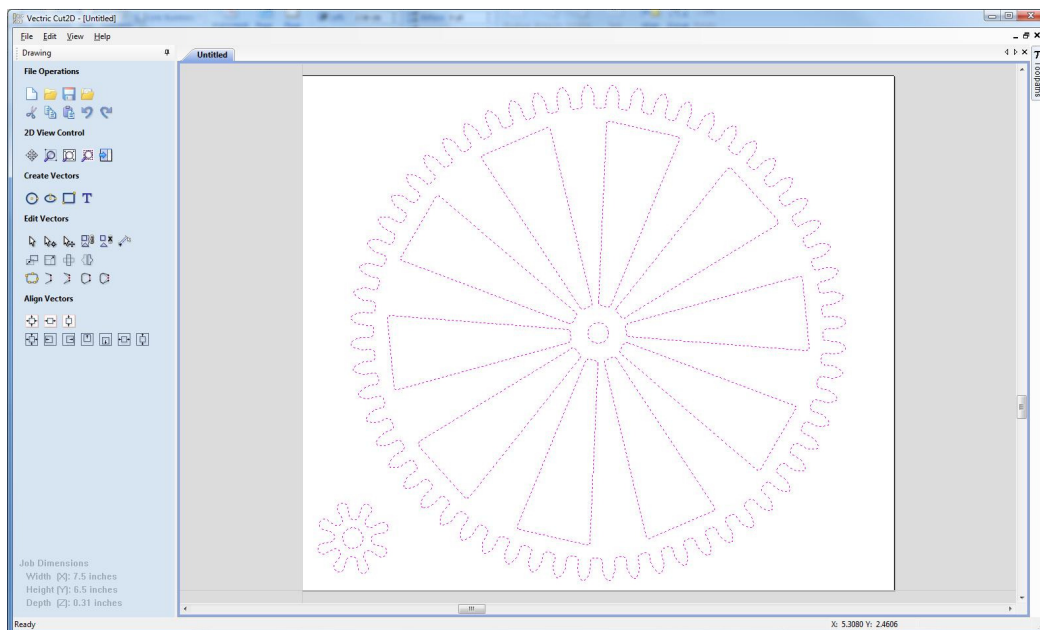 Vectric Cut2D - [Untitled]
File Edit View Help
Drawing
Untitled
Toolpaths
File Operations
2D View Control
Create Vectors
T
Edit Vectors
Align Vectors
Job Dimensions
Width (X): 7.5 inches
Height (Y): 6.5 inches
Depth (Z): 0.31 inches
Ready
X: 5.3080 Y: 2.4606